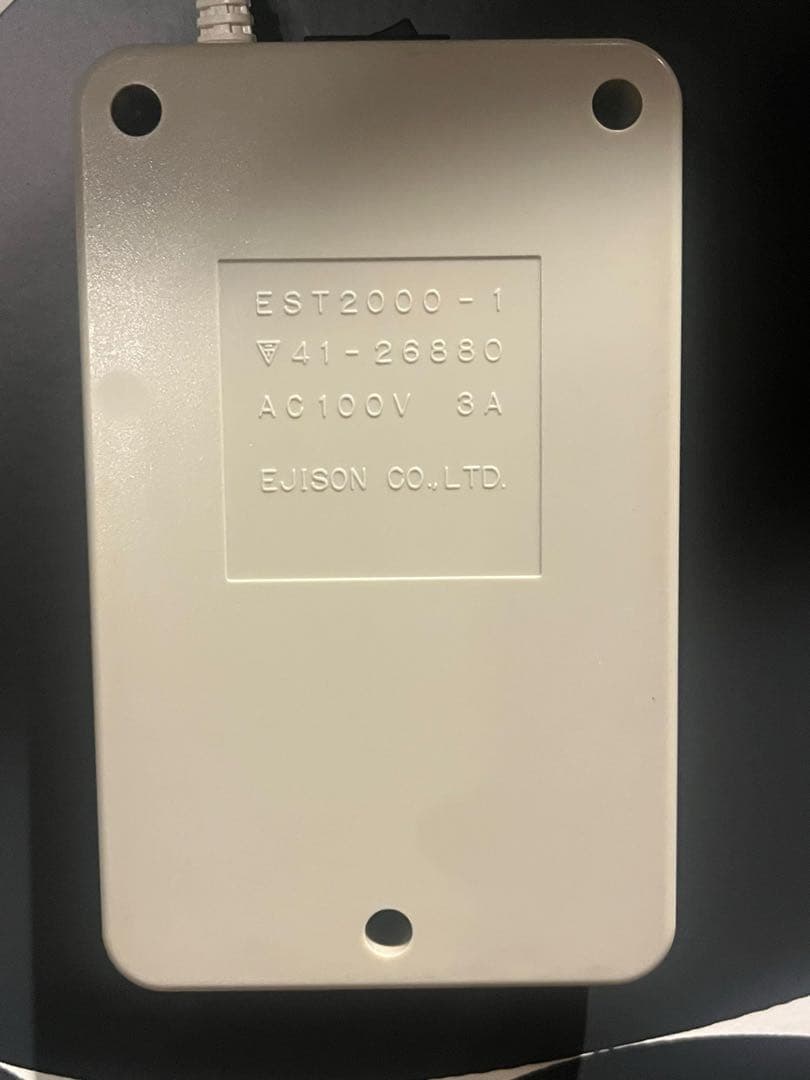 EST2000-1
41-26880
AC100V 3A
EJISON CO.,LTD.